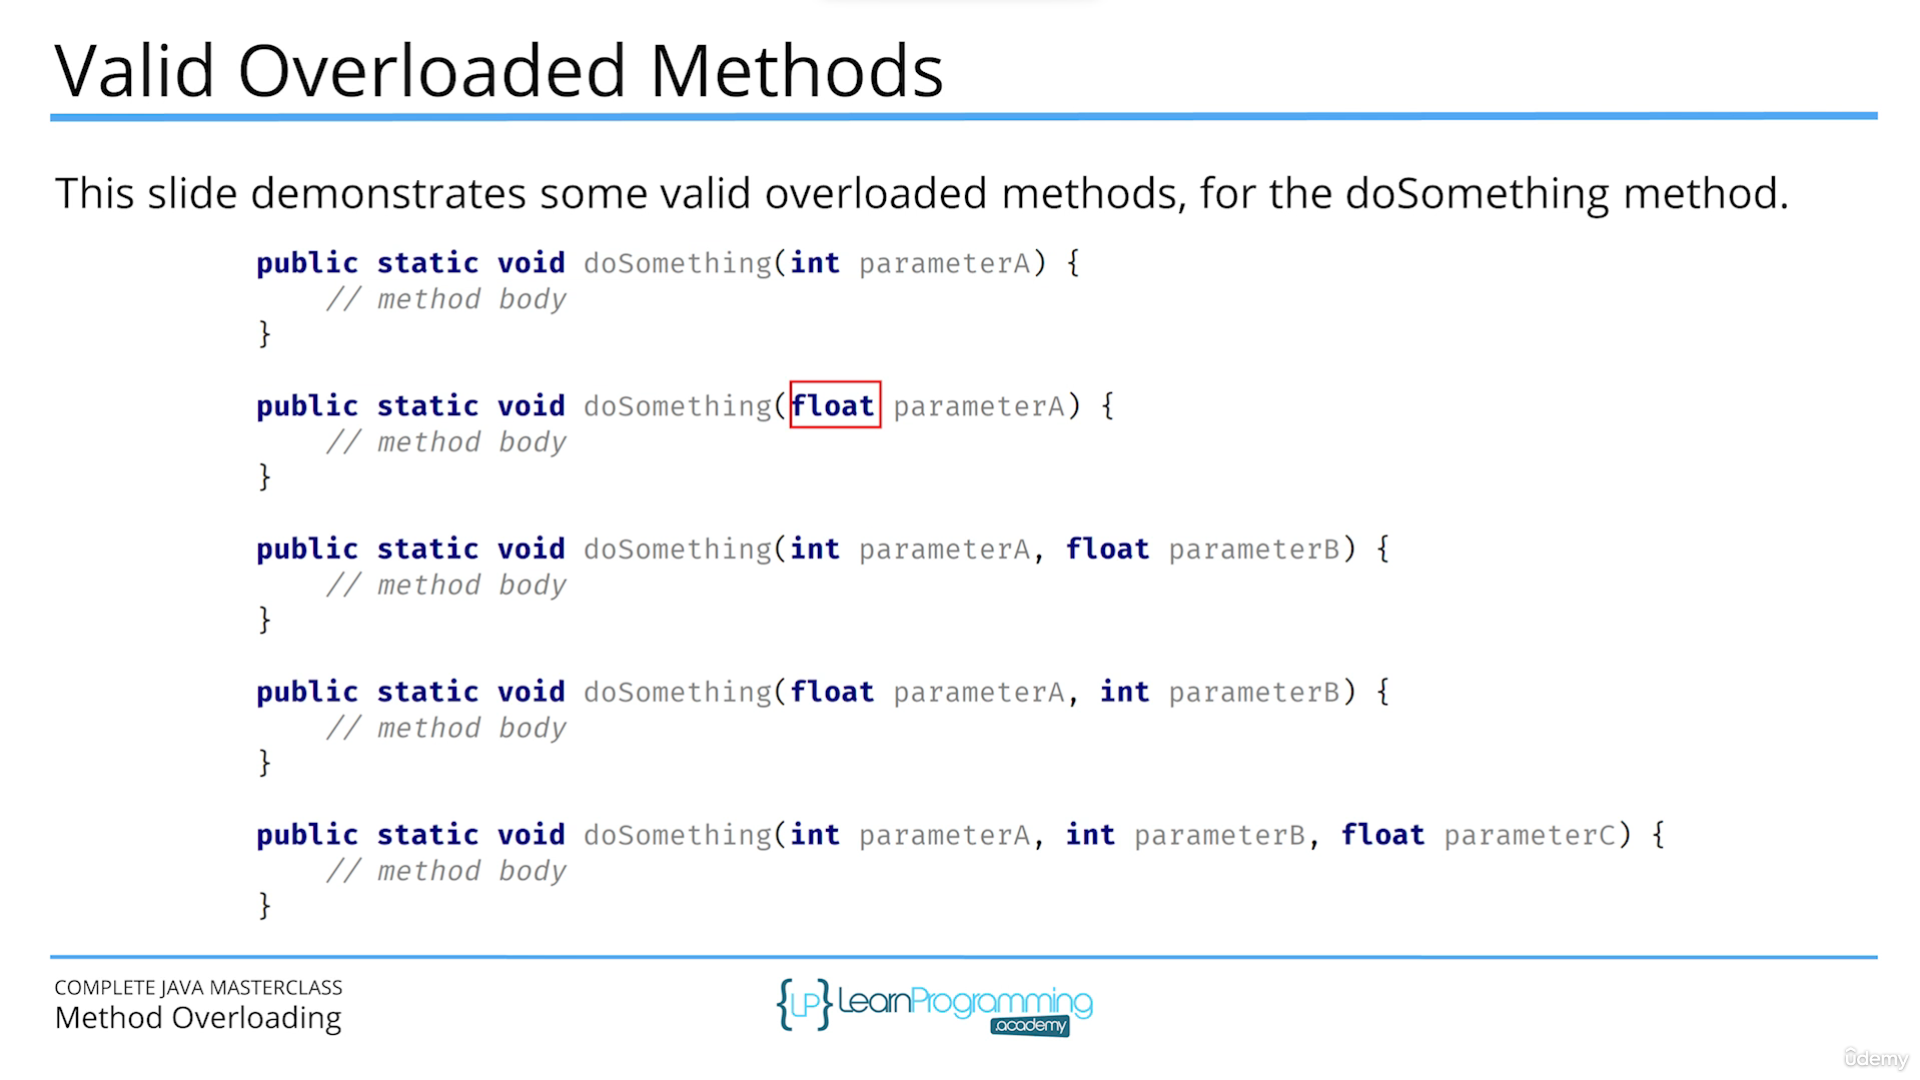 Valid Overloaded Methods
This slide demonstrates some valid overloaded methods, for the doSomething method.
public static void doSomething(int parameterA) {
// method body
}
public static void doSomething(float parameterA) {
// method body
}
public static void doSomething(int parameterA, float parameterB) {
// method body
}
public static void doSomething(float parameterA, int parameterB) {
// method body
}
public static void doSomething(int parameterA, int parameterB, float parameterC) {
// method body
}
COMPLETE JAVA MASTERCLASS
Method Overloading
{LP} LearnProgramming
.academy
ûdemy